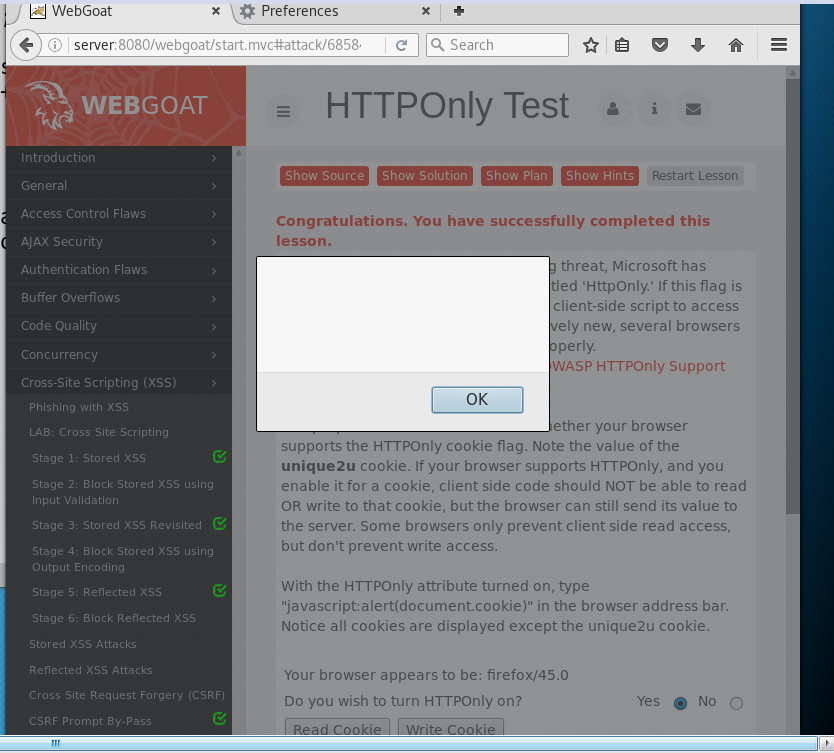 WebGoat
Preferences
server:8080/webgoat/start.mvc#attack/6858
Search
WEBGOAT
HTTPOnly Test
Introduction
General
Access Control Flaws
AJAX Security
Authentication Flaws
Buffer Overflows
Code Quality
Concurrency
Cross-Site Scripting (XSS)
Phishing with XSS
LAB: Cross Site Scripting
Stage 1: Stored XSS
Stage 2: Block Stored XSS using
Input Validation
Stage 3: Stored XSS Revisited
Stage 4: Block Stored XSS using
Output Encoding
Stage 5: Reflected XSS
Stage 6: Block Reflected XSS
Stored XSS Attacks
Reflected XSS Attacks
Cross Site Request Forgery (CSRF)
CSRF Prompt By-Pass
Show Source Show Solution Show Plan Show Hints Restart Lesson
Congratulations. You have successfully completed this
lesson.
g threat, Microsoft has
tled 'HttpOnly.' If this flag is
client-side script to access
vely new, several browsers
operly.
OWASP HTTPOnly Support
OK
hether your browser
supports the HTTPOnly cookie flag. Note the value of the
unique2u cookie. If your browser supports HTTPOnly, and you
enable it for a cookie, client side code should NOT be able to read
OR write to that cookie, but the browser can still send its value to
the server. Some browsers only prevent client side read access,
but don't prevent write access.
With the HTTPOnly attribute turned on, type
"javascript:alert(document.cookie)" in the browser address bar.
Notice all cookies are displayed except the unique2u cookie.
Your browser appears to be: firefox/45.0
Do you wish to turn HTTPOnly on? Yes No
Read Cookie Write Cookie